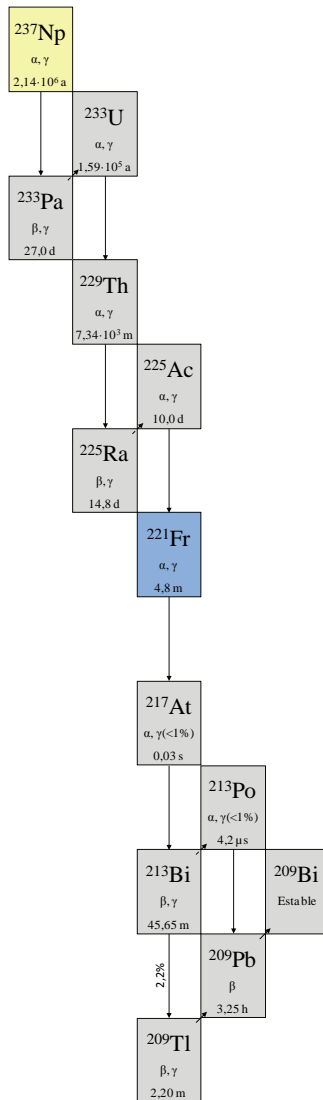 ²³⁷Np
α, γ
2,14·10⁶ a
²³³U
α, γ
1,59·10⁵ a
²³³Pa
β, γ
27,0 d
²²⁹Th
α, γ
7,34·10³ m
²²⁵Ac
α, γ
10,0 d
²²⁵Ra
β, γ
14,8 d
²²¹Fr
α, γ
4,8 m
²¹⁷At
α, γ(<1%)
0,03 s
²¹³Po
α, γ(<1%)
4,2 µs
²¹³Bi
β, γ
45,65 m
²⁰⁹Bi
Estable
2,2%
²⁰⁹Pb
β
3,25 h
²⁰⁹Tl
β, γ
2,20 m